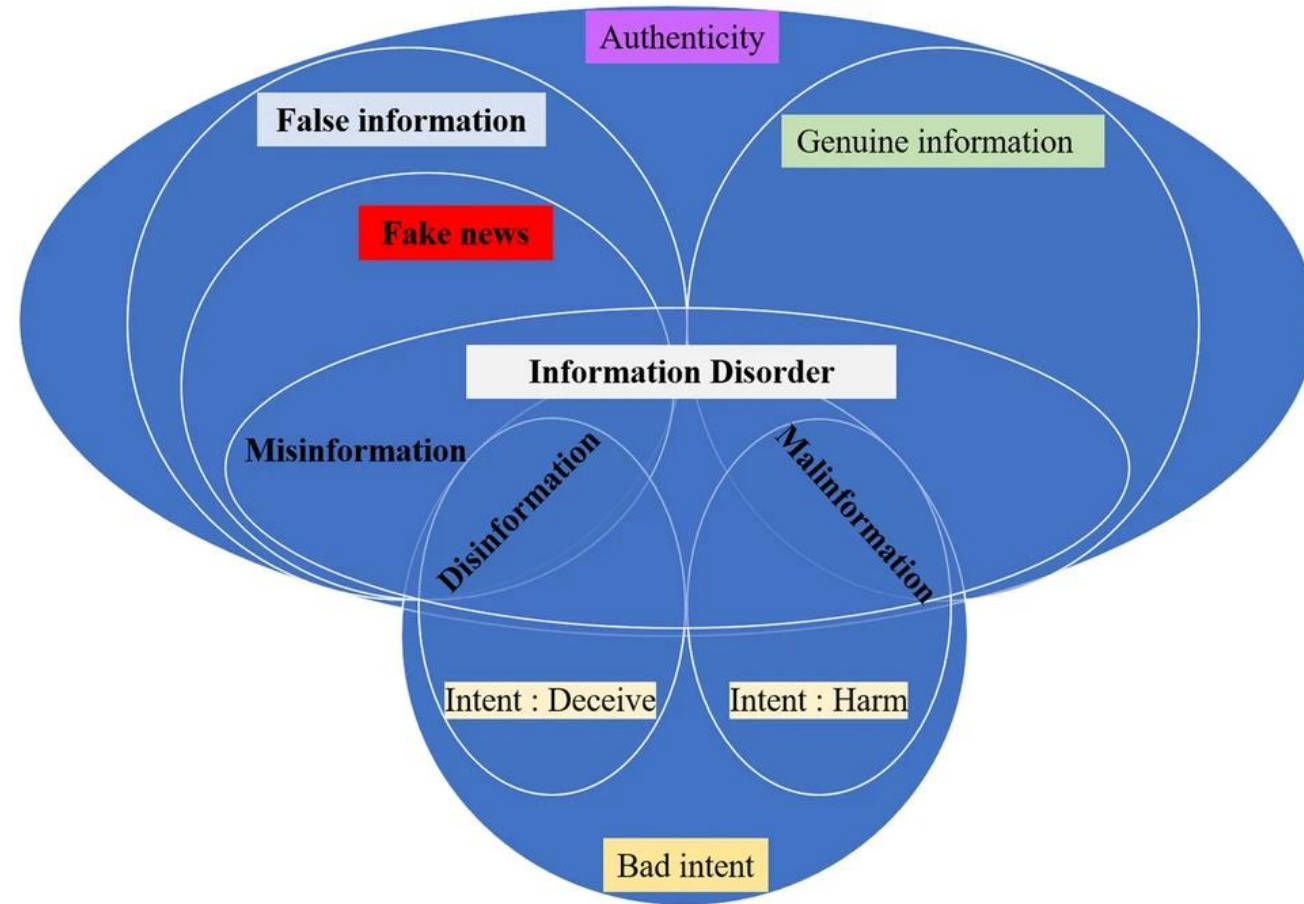 Authenticity
False information
Genuine information
Fake news
Information Disorder
Misinformation
Disinformation
Malinformation
Intent : Deceive
Intent : Harm
Bad intent